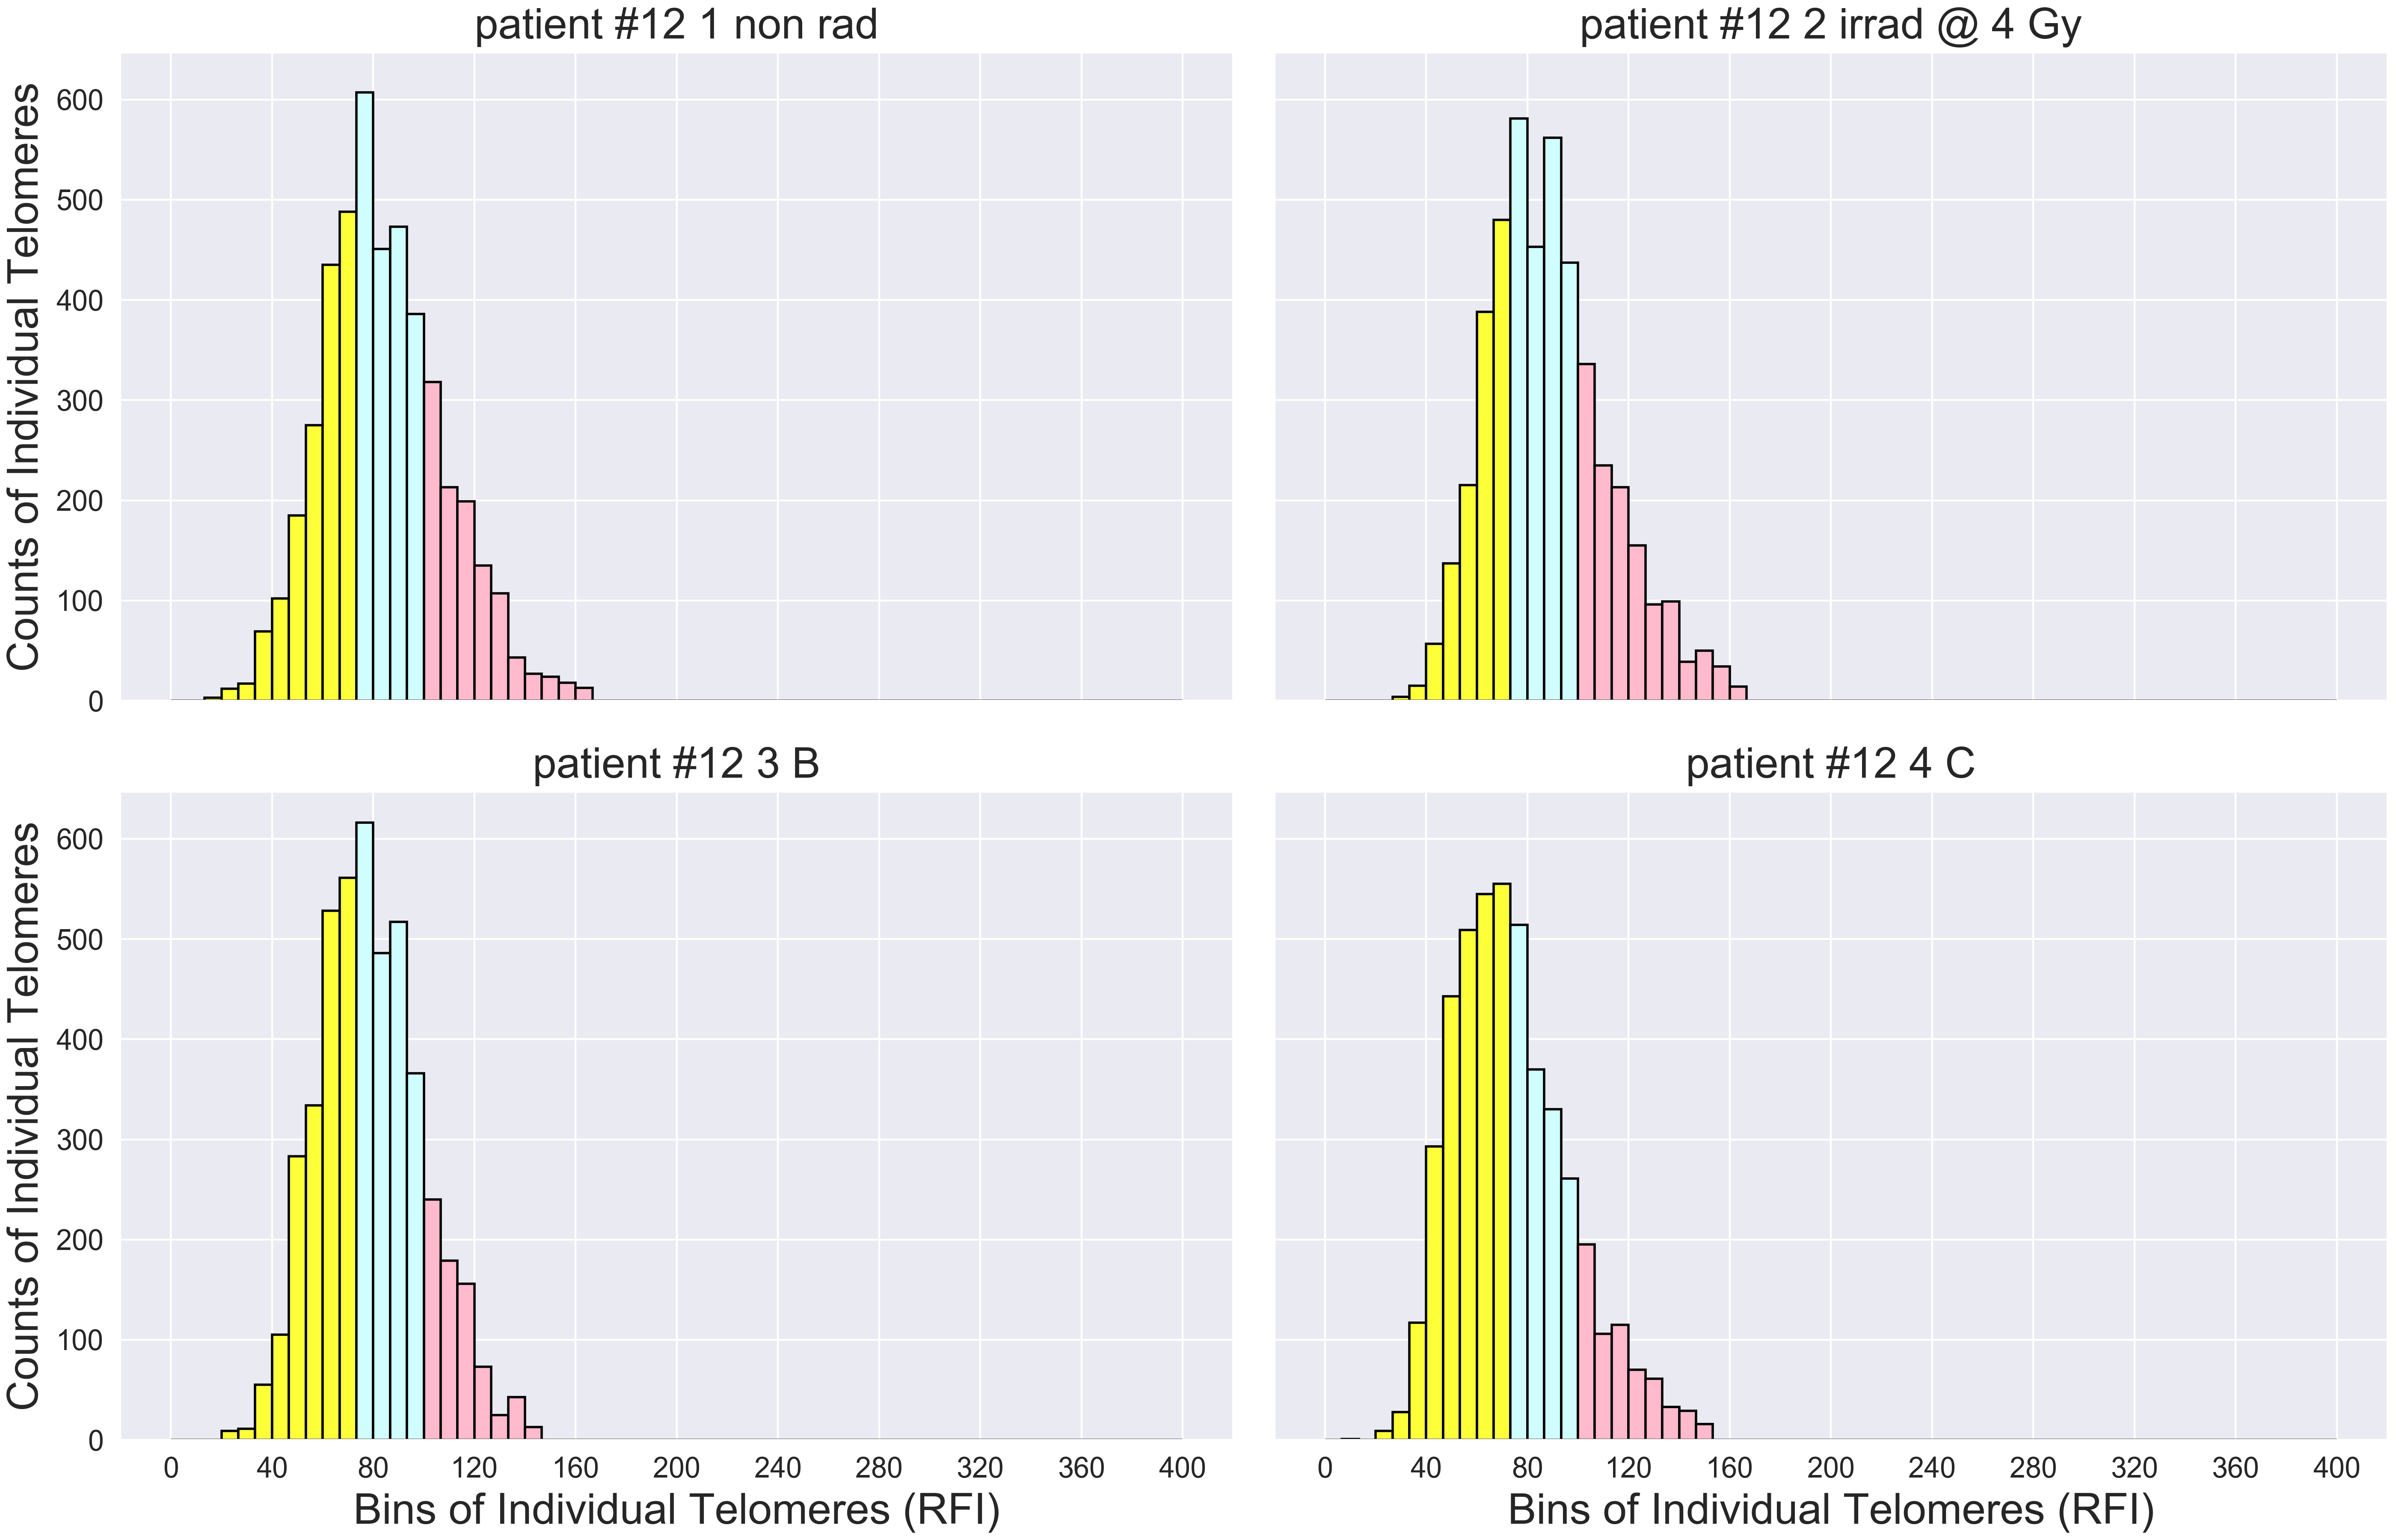 patient #12 1 non rad
patient #12 2 irrad @ 4 Gy
Counts of Individual Telomeres
600
500
400
300
200
100
0
patient #12 3 B
patient #12 4 C
Counts of Individual Telomeres
600
500
400
300
200
100
0
0 40 80 120 160 200 240 280 320 360 400
0 40 80 120 160 200 240 280 320 360 400
Bins of Individual Telomeres (RFI)
Bins of Individual Telomeres (RFI)